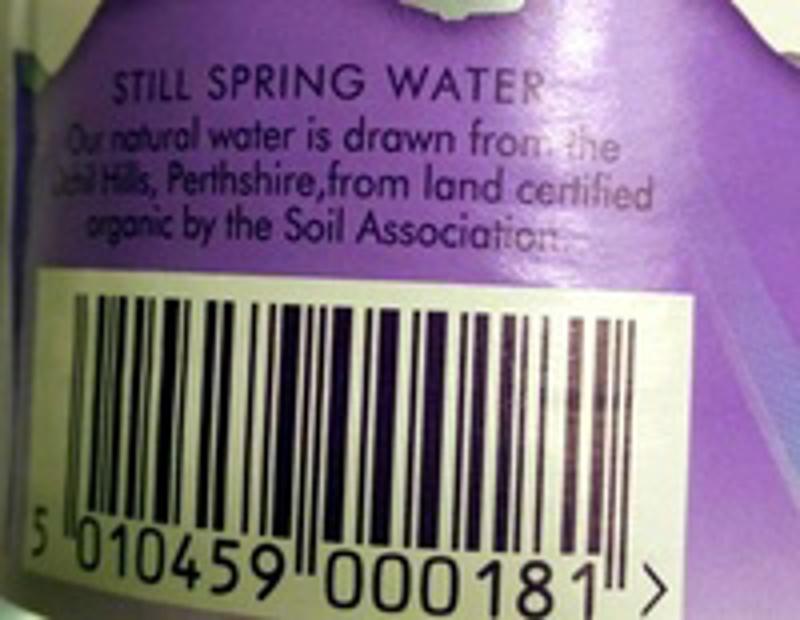 STILL SPRING WATER
Our natural water is drawn from the
Ochil Hills, Perthshire,from land certified
organic by the Soil Association.
5 010459 000181 >